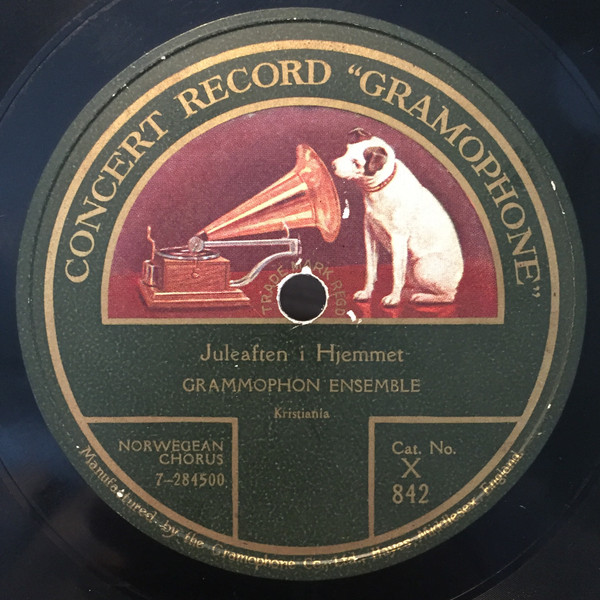 CONCERT RECORD "GRAMOPHONE"
TRADE MARK REGD
Juleaften i Hjemmet
GRAMMOPHON ENSEMBLE
Kristiania
NORWEGEAN
CHORUS
7-284500
Cat. No.
X
842
Manufactured by the Gramophone Co. Ltd., Hayes, Middlesex, England.